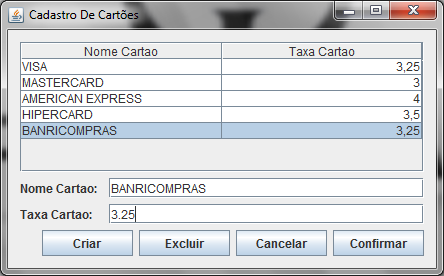 Cadastro De Cartões
Nome Cartao Taxa Cartao
VISA 3,25
MASTERCARD 3
AMERICAN EXPRESS 4
HIPERCARD 3,5
BANRICOMPRAS 3,25
Nome Cartao: BANRICOMPRAS
Taxa Cartao: 3.25
Criar Excluir Cancelar Confirmar